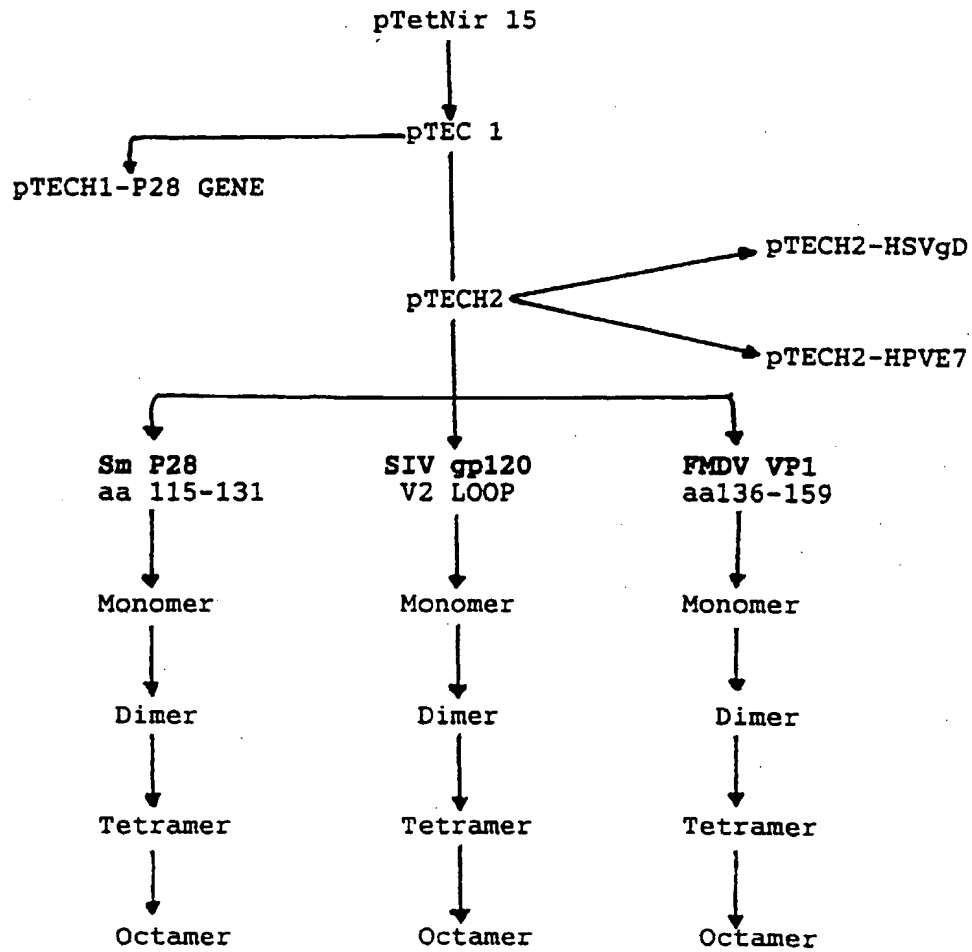 pTetNir 15
pTEC 1
pTECH1-P28 GENE
pTECH2-HSVgD
pTECH2
pTECH2-HPVE7
Sm P28
aa 115-131
SIV gp120
V2 LOOP
FMDV VP1
aa136-159
Monomer
Monomer
Monomer
Dimer
Dimer
Dimer
Tetramer
Tetramer
Tetramer
Octamer
Octamer
Octamer